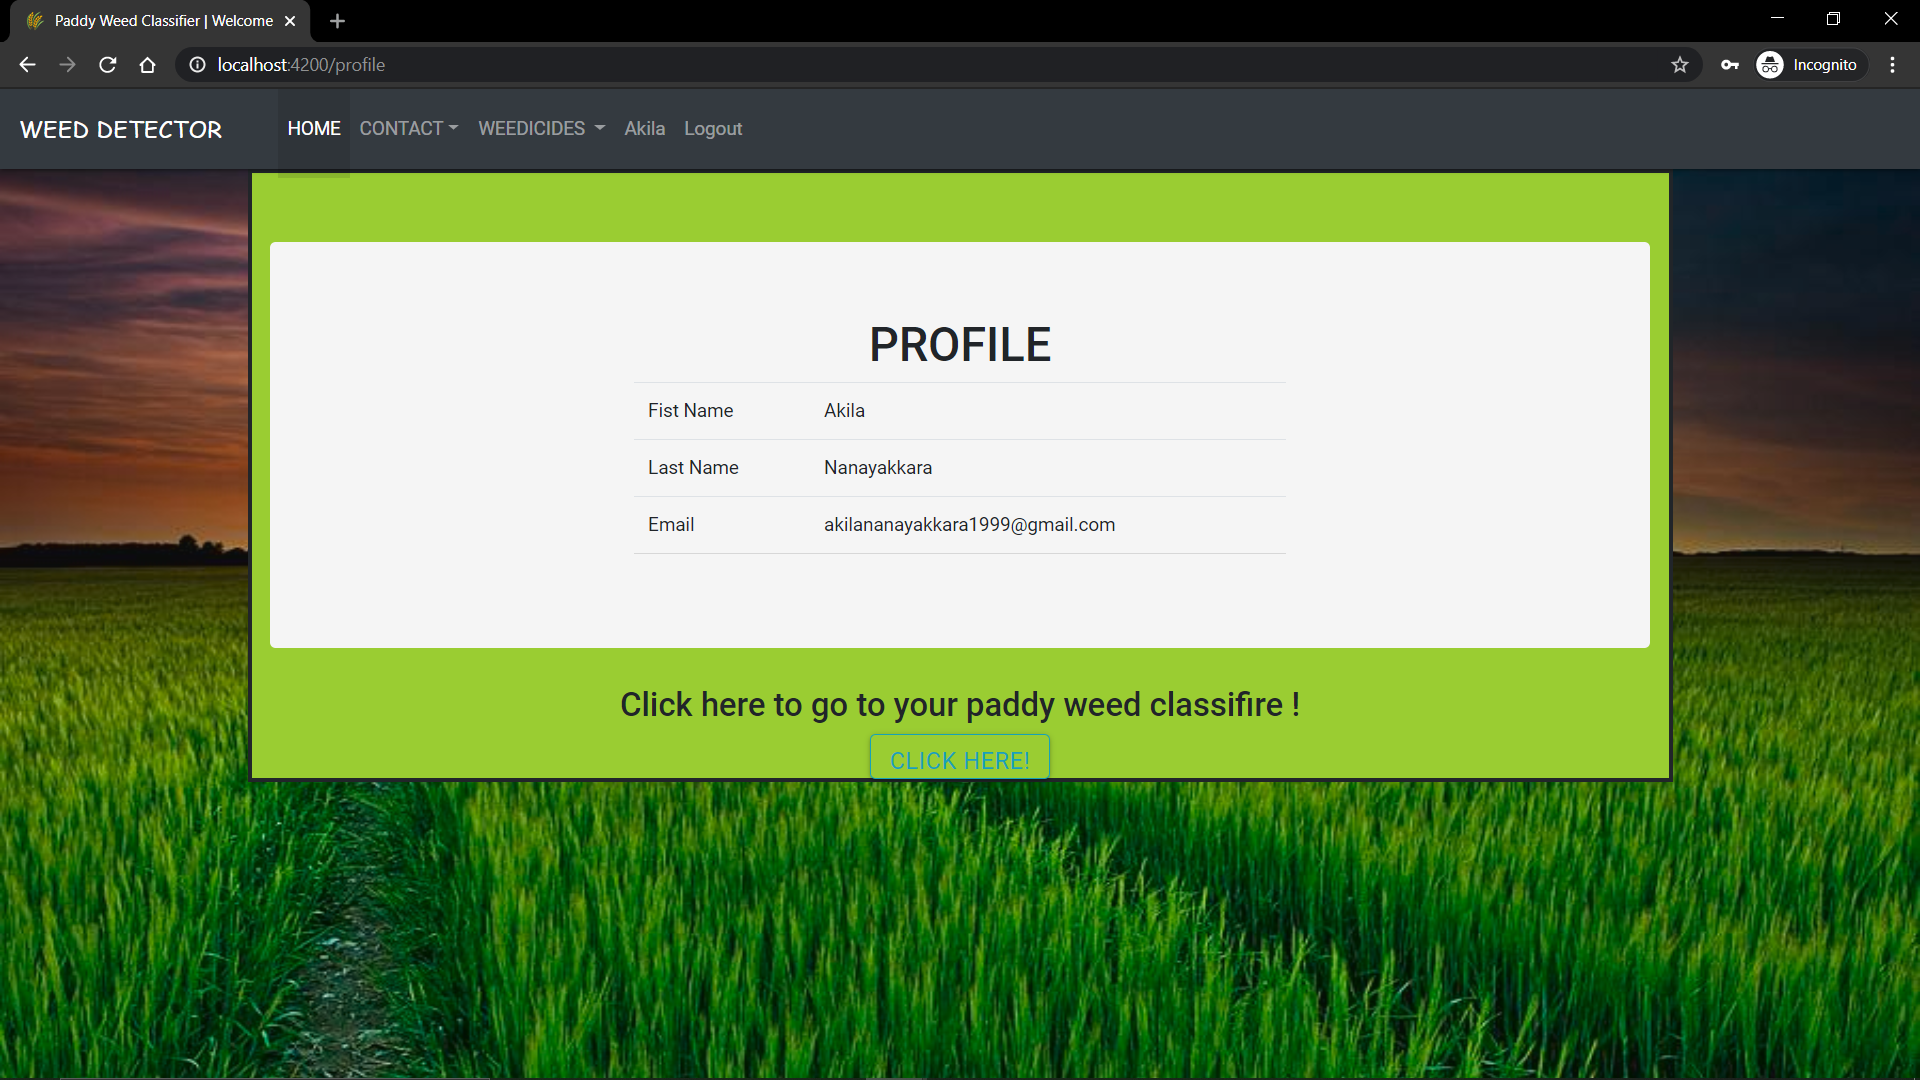 Paddy Weed Classifier | Welcome
localhost:4200/profile
Incognito
WEED DETECTOR
HOME
CONTACT
WEEDICIDES
Akila
Logout
PROFILE
Fist Name Akila
Last Name Nanayakkara
Email akilananayakkara1999@gmail.com
Click here to go to your paddy weed classifire !
CLICK HERE!